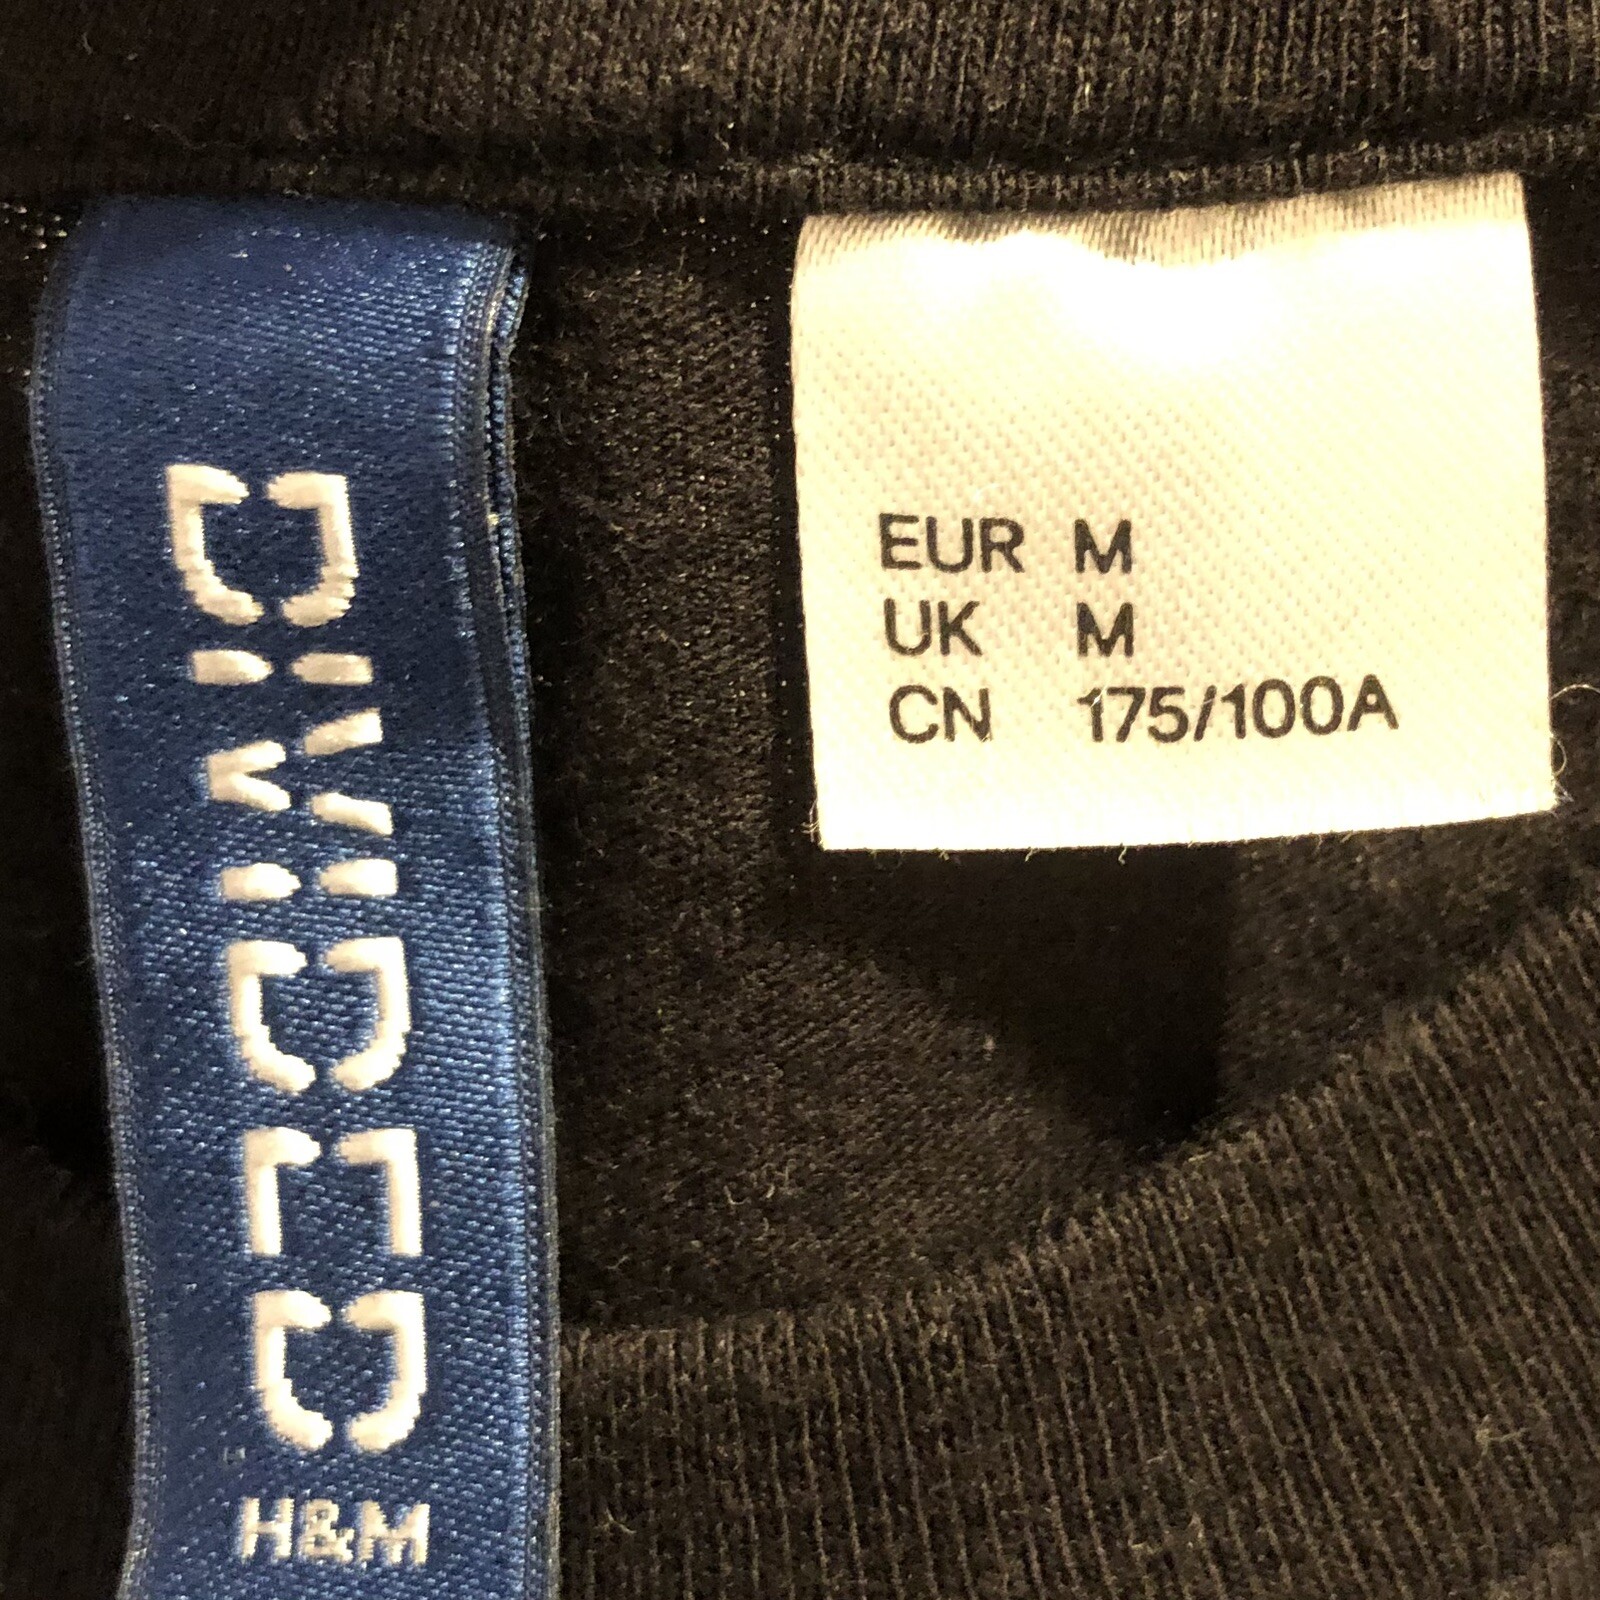 DIVIDED
H&M
EUR M
UK M
CN 175/100A